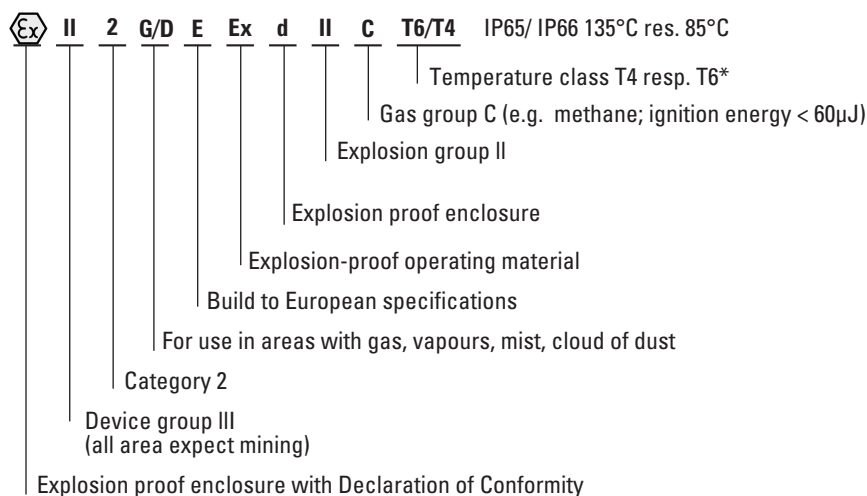 Ex II 2 G/D E Ex d II C T6/T4 IP65/ IP66 135°C res. 85°C
Temperature class T4 resp. T6*
Gas group C (e.g. methane; ignition energy < 60µJ)
Explosion group II
Explosion proof enclosure
Explosion-proof operating material
Build to European specifications
For use in areas with gas, vapours, mist, cloud of dust
Category 2
Device group III
(all area expect mining)
Explosion proof enclosure with Declaration of Conformity